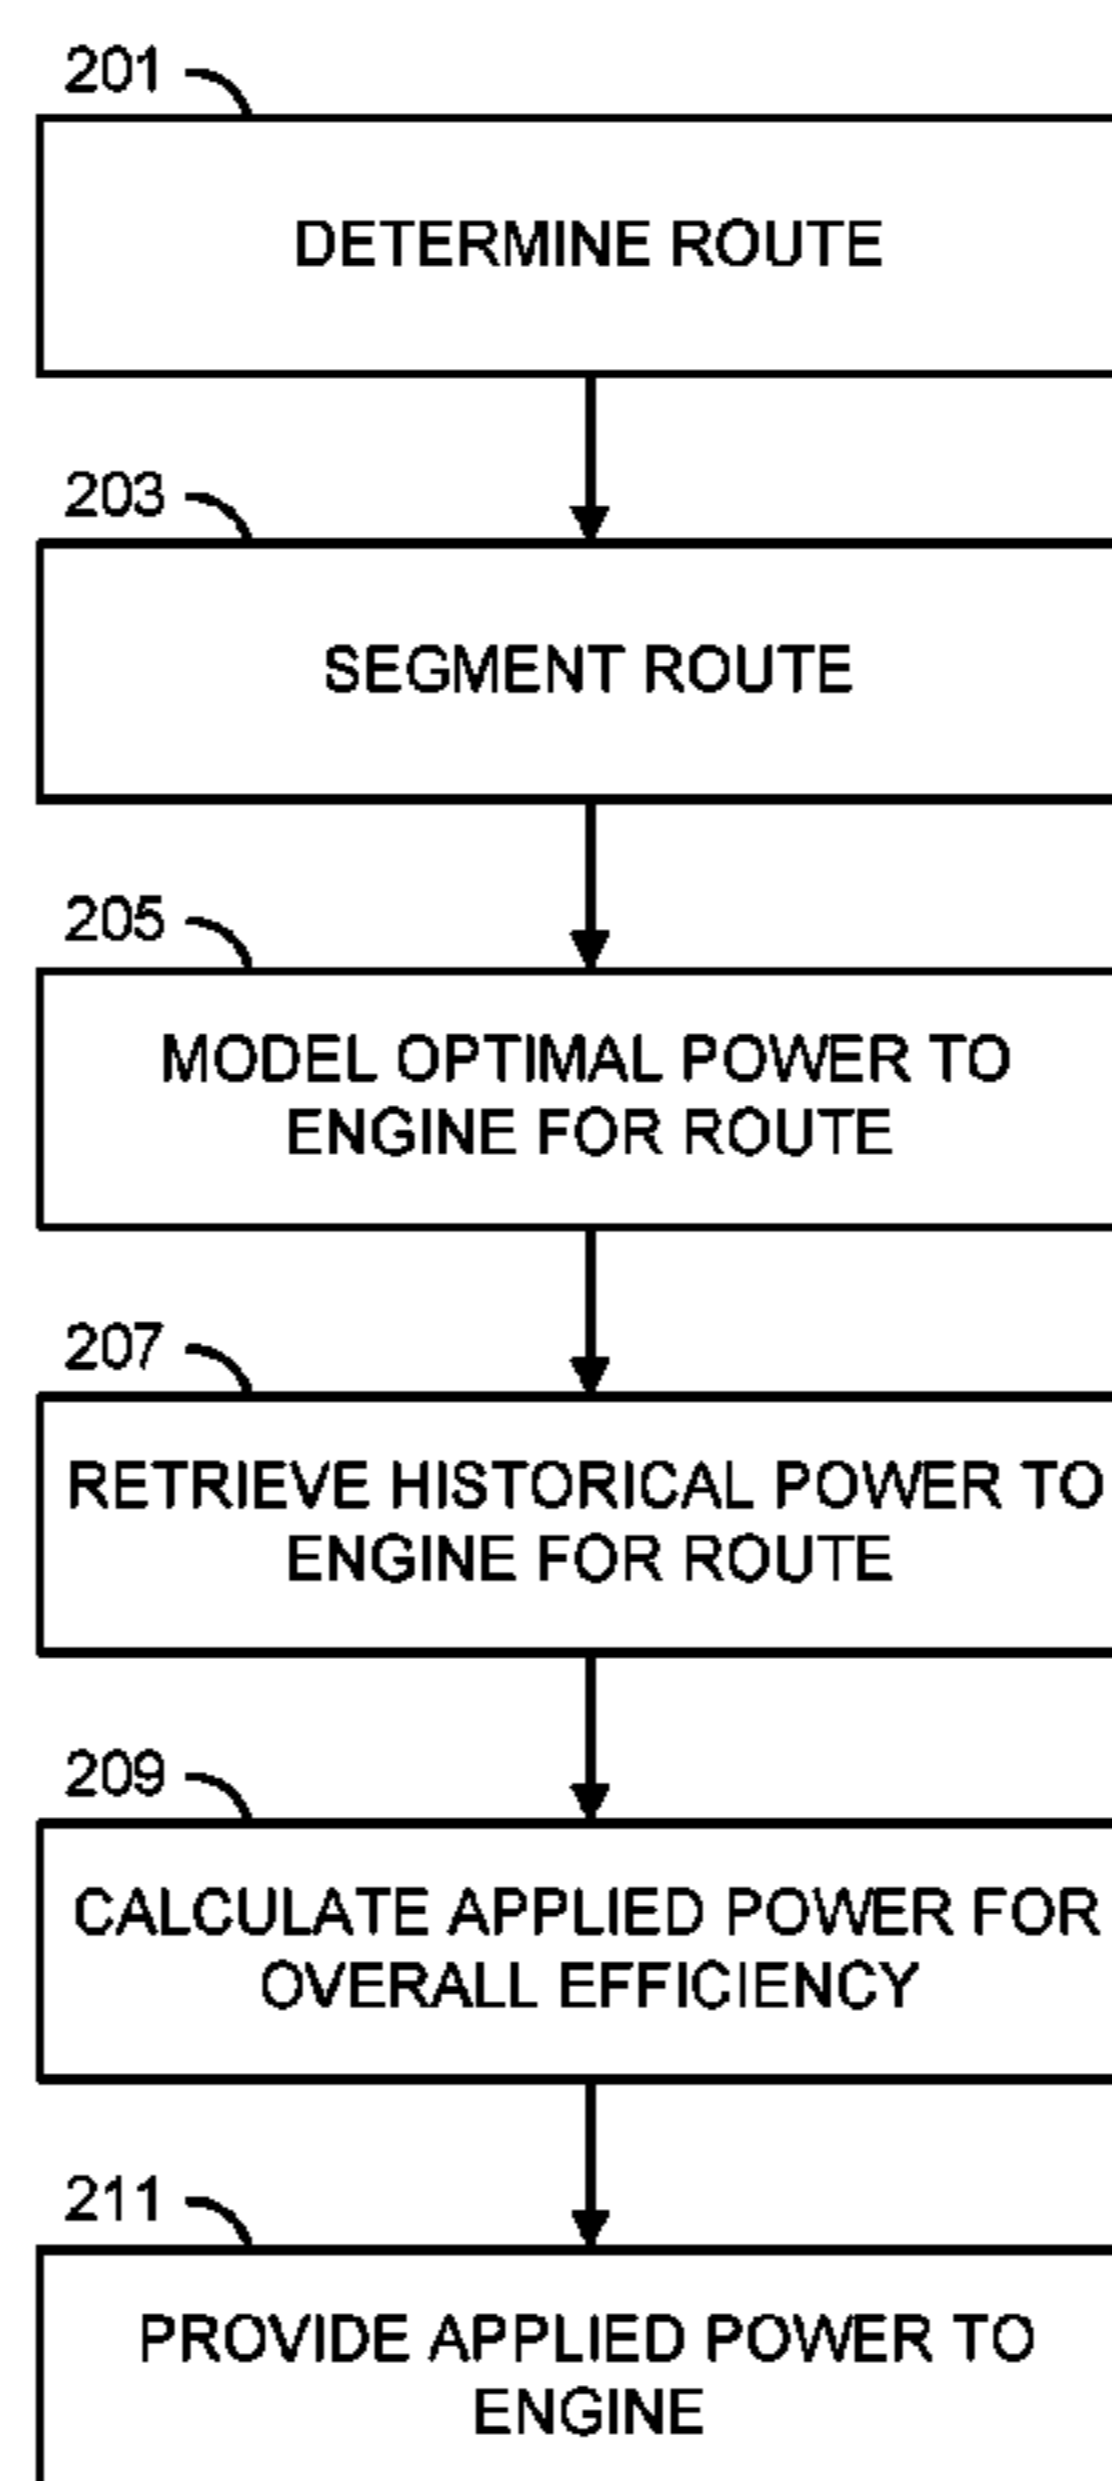 201
DETERMINE ROUTE
203
SEGMENT ROUTE
205
MODEL OPTIMAL POWER TO
ENGINE FOR ROUTE
207
RETRIEVE HISTORICAL POWER TO
ENGINE FOR ROUTE
209
CALCULATE APPLIED POWER FOR
OVERALL EFFICIENCY
211
PROVIDE APPLIED POWER TO
ENGINE